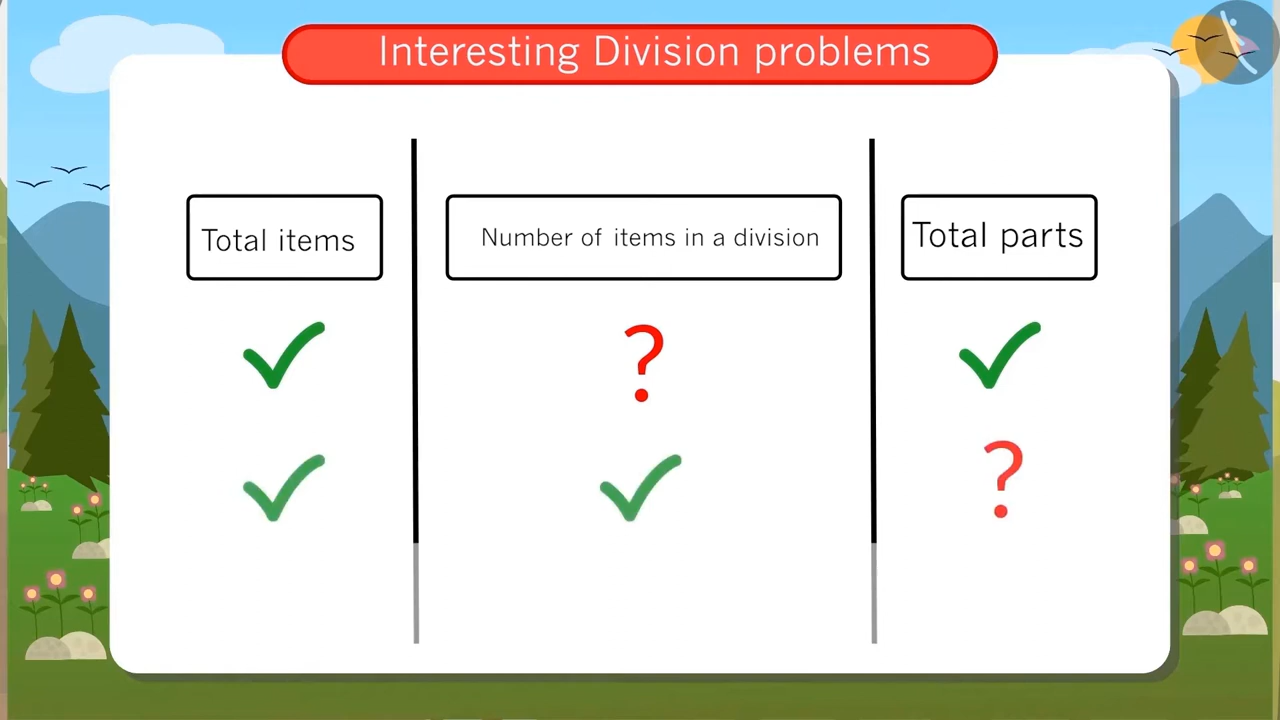 Interesting Division problems
Total items
Number of items in a division
Total parts
?
?